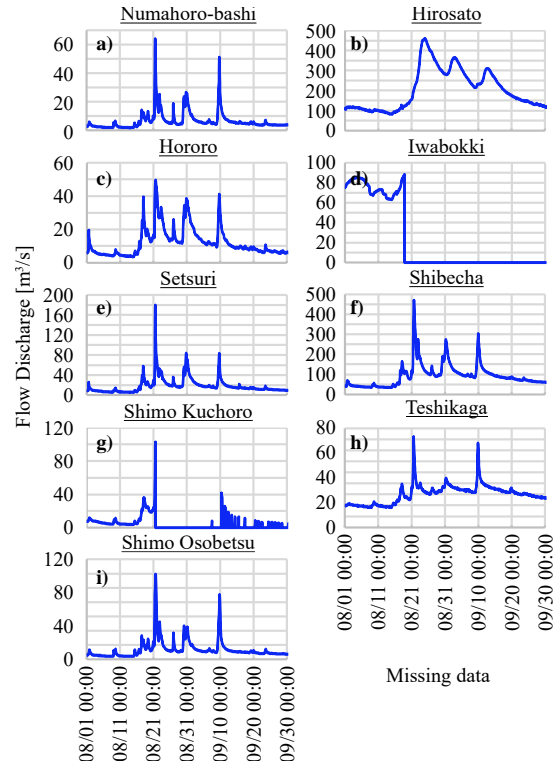 Numahoro-bashi
a)
60
40
20
0
Hirosato
b)
500
400
300
200
100
0
Hororo
c)
60
40
20
0
Iwabokki
d)
100
80
60
40
20
0
Flow Discharge [m³/s]
Setsuri
e)
200
160
120
80
40
0
Shibecha
f)
500
400
300
200
100
0
Shimo Kuchoro
g)
120
80
40
0
Teshikaga
h)
80
60
40
20
0
08/01 00:00
08/11 00:00
08/21 00:00
08/31 00:00
09/10 00:00
09/20 00:00
09/30 00:00
Shimo Osobetsu
i)
120
80
40
0
08/01 00:00
08/11 00:00
08/21 00:00
08/31 00:00
09/10 00:00
09/20 00:00
09/30 00:00
Missing data